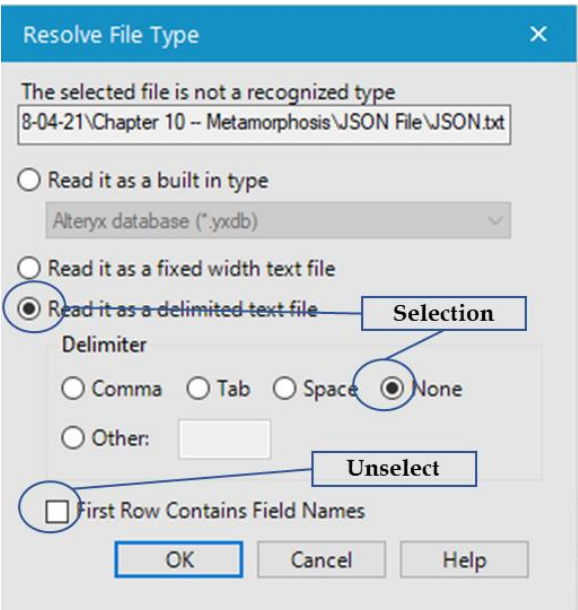 Resolve File Type
The selected file is not a recognized type
8-04-21\Chapter 10 -- Metamorphosis\JSON File\JSON.txt
Read it as a built in type
Alteryx database (*.yxdb)
Read it as a fixed width text file
Read it as a delimited text file
Selection
Delimiter
Comma Tab Space None
Other:
Unselect
First Row Contains Field Names
OK Cancel Help